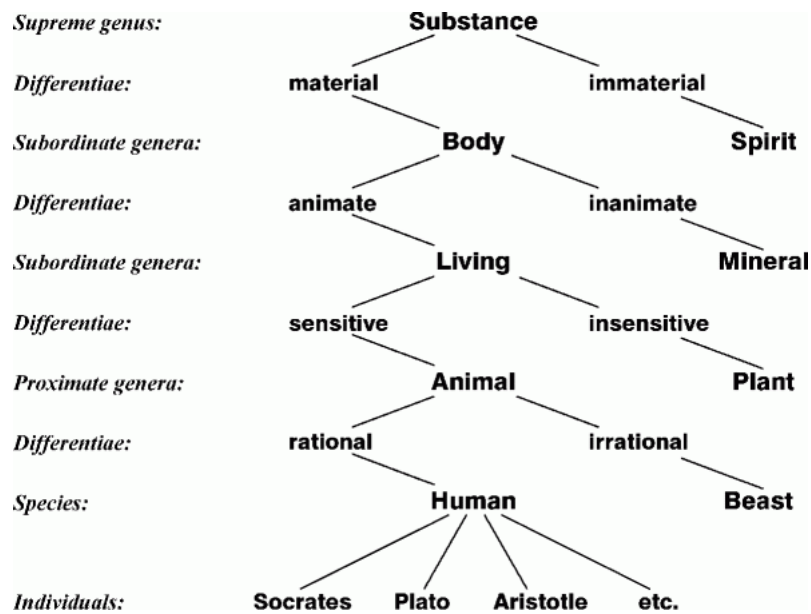 Supreme genus: Substance
Differentiae: material immaterial
Subordinate genera: Body Spirit
Differentiae: animate inanimate
Subordinate genera: Living Mineral
Differentiae: sensitive insensitive
Proximate genera: Animal Plant
Differentiae: rational irrational
Species: Human Beast
Individuals: Socrates Plato Aristotle etc.